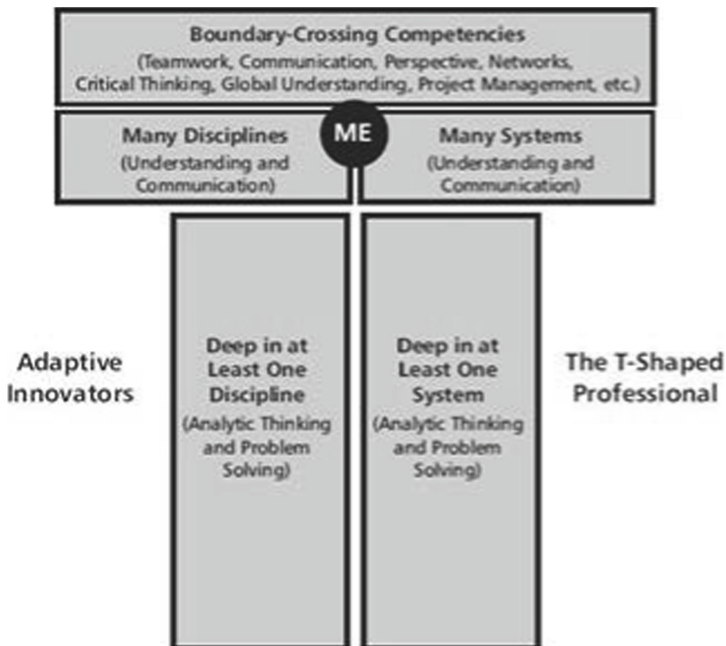 Boundary-Crossing Competencies
(Teamwork, Communication, Perspective, Networks,
Critical Thinking, Global Understanding, Project Management, etc.)
ME
Many Disciplines
(Understanding and
Communication)
Many Systems
(Understanding and
Communication)
Adaptive
Innovators
Deep in at
Least One
Discipline
(Analytic Thinking
and Problem
Solving)
Deep in at
Least One
System
(Analytic Thinking
and Problem
Solving)
The T-Shaped
Professional